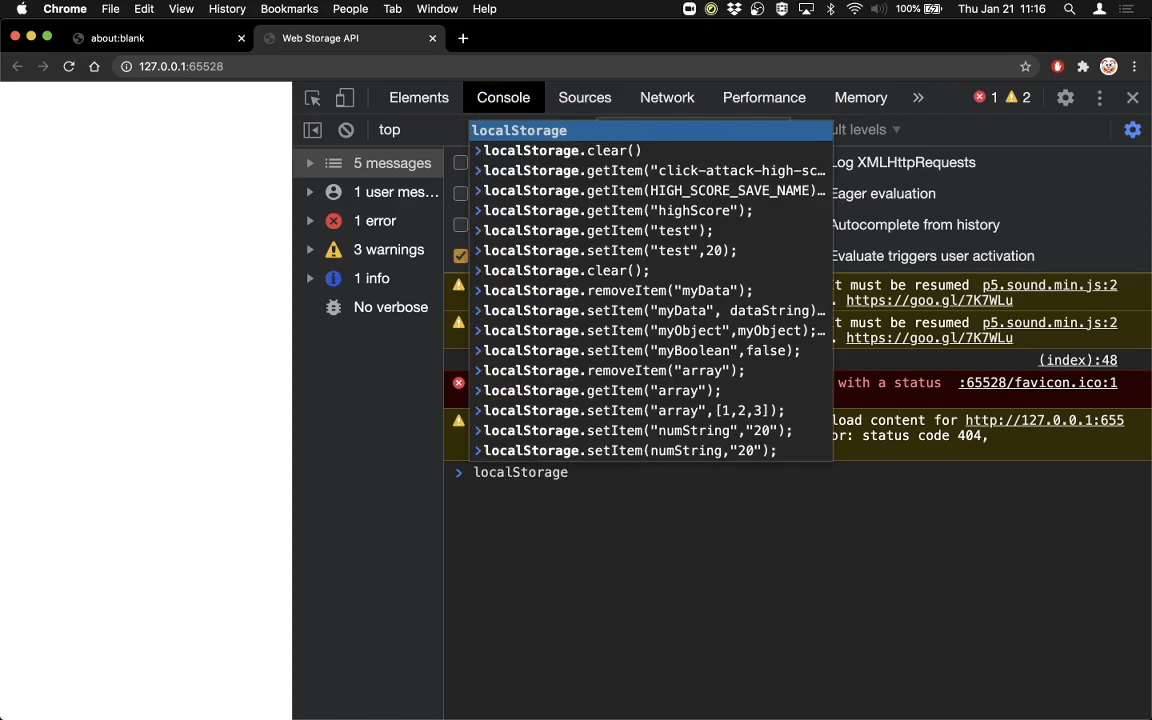 Chrome File Edit View History Bookmarks People Tab Window Help 100% Thu Jan 21 11:16
about:blank Web Storage API
127.0.0.1:65528
Elements Console Sources Network Performance Memory 1 2
top ult levels
5 messages
1 user mes…
1 error
3 warnings
1 info
No verbose
Log XMLHttpRequests
Eager evaluation
Autocomplete from history
Evaluate triggers user activation
localStorage
localStorage.clear()
localStorage.getItem("click-attack-high-sc…
localStorage.getItem(HIGH_SCORE_SAVE_NAME)…
localStorage.getItem("highScore");
localStorage.getItem("test");
localStorage.setItem("test",20);
localStorage.clear();
localStorage.removeItem("myData");
localStorage.setItem("myData", dataString)…
localStorage.setItem("myObject",myObject);…
localStorage.setItem("myBoolean",false);
localStorage.removeItem("array");
localStorage.getItem("array");
localStorage.setItem("array",[1,2,3]);
localStorage.setItem("numString","20");
localStorage.setItem(numString,"20");
t must be resumed p5.sound.min.js:2
. https://goo.gl/7K7WLu
t must be resumed p5.sound.min.js:2
. https://goo.gl/7K7WLu
(index):48
with a status :65528/favicon.ico:1
load content for http://127.0.0.1:655
or: status code 404,
> localStorage